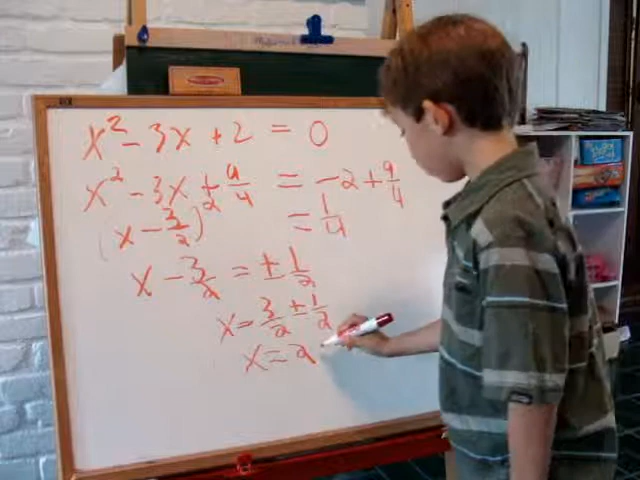 x² - 3x + 2 = 0
x² - 3x + 9/4 = -2 + 9/4
(x - 3/2)² = 1/4
x - 3/2 = ± 1/2
x = 3/2 ± 1/2
x = 2